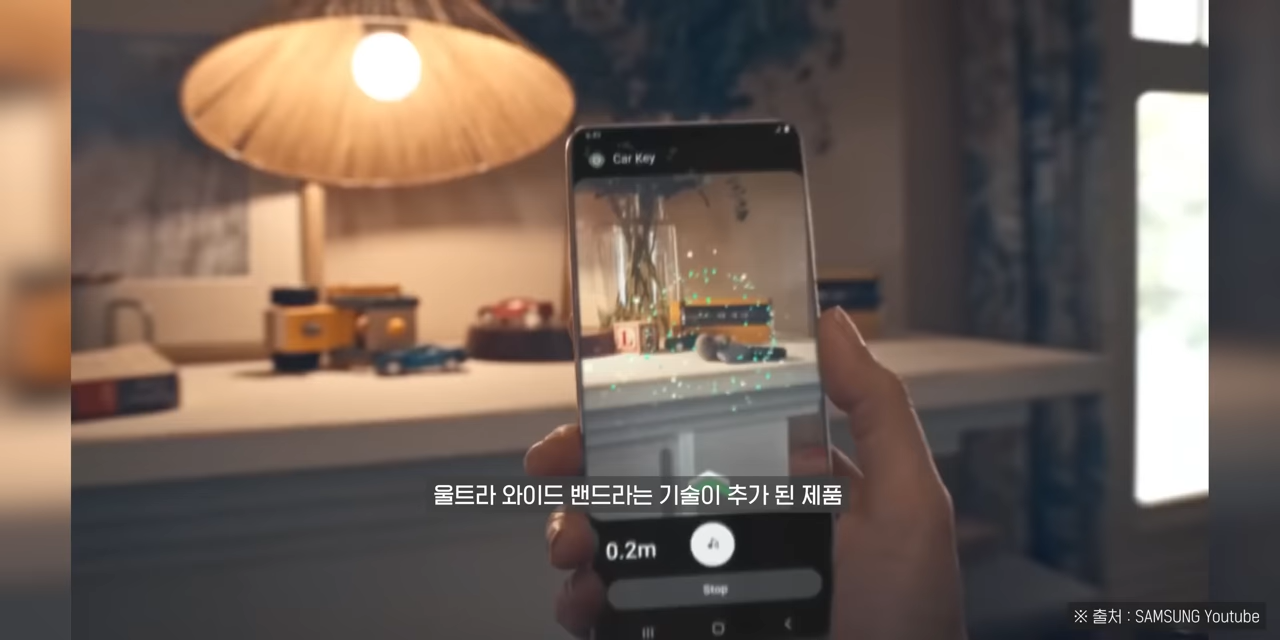 Car Key
L
울트라 와이드 밴드라는 기술이 추가 된 제품
0.2m
Stop
※ 출처 : SAMSUNG Youtube